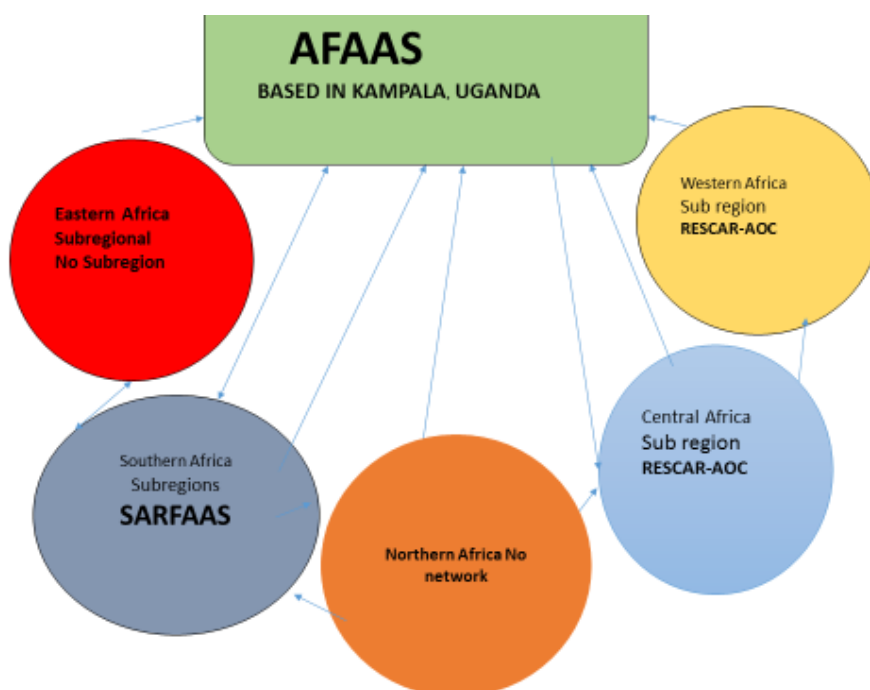 AFAAS
BASED IN KAMPALA, UGANDA
Eastern Africa
Subregional
No Subregion
Western Africa
Sub region
RESCAR-AOC
Southern Africa
Subregions
SARFAAS
Central Africa
Sub region
RESCAR-AOC
Northern Africa No
network